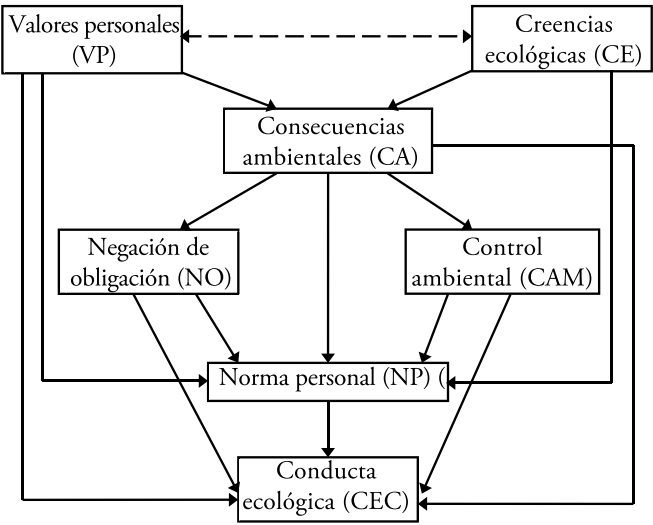 Valores personales
(VP)
Creencias
ecológicas (CE)
Consecuencias
ambientales (CA)
Negación de
obligación (NO)
Control
ambiental (CAM)
Norma personal (NP) (
Conducta
ecológica (CEC)